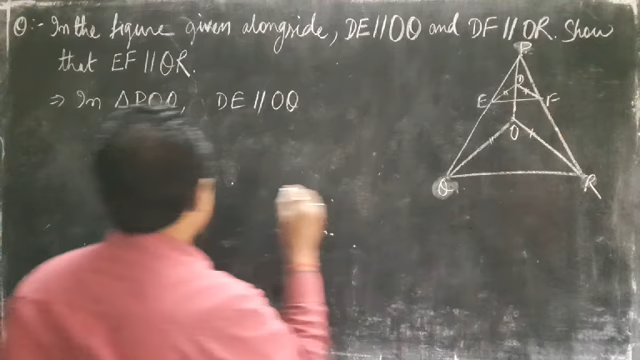 Q:- In the figure given alongside, DE||OQ and DF||OR. Show
that EF||QR.
⇒ In ΔPOQ, DE||OQ
P
D
E
F
O
Q
R